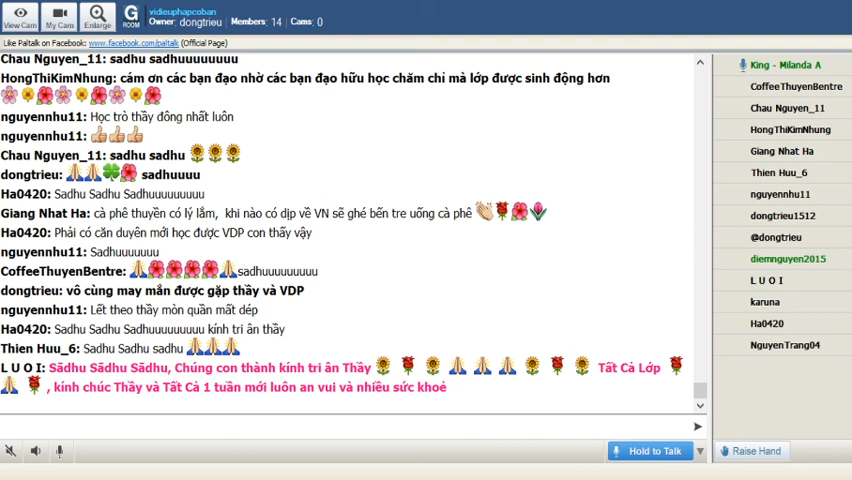 View Cam
My Cam
Enlarge
G
ROOM
vidieuphapcoban
Owner: dongtrieu Members: 14 Cams: 0
Like Paltalk on Facebook: www.facebook.com/paltalk (Official Page)
Chau Nguyen_11: sadhu sadhuuuuuuuuu
HongThiKimNhung: cám ơn các bạn đạo nhờ các bạn đạo hữu học chăm chỉ mà lớp được sinh động hơn
nguyennhu11: Học trò thầy đông nhất luôn
nguyennhu11:
Chau Nguyen_11: sadhu sadhu
dongtrieu: sadhuuuu
Ha0420: Sadhu Sadhu Sadhuuuuuuuuu
Giang Nhat Ha: cà phê thuyền có lý lắm, khi nào có dịp về VN sẽ ghé bến tre uống cà phê
Ha0420: Phải có căn duyên mới học được VDP con thấy vậy
nguyennhu11: Sadhuuuuuu
CoffeeThuyenBentre: sadhuuuuuuuuu
dongtrieu: vô cùng may mắn được gặp thầy và VDP
nguyennhu11: Lết theo thầy mòn quần mất dép
Ha0420: Sadhu Sadhu Sadhuuuuuuuuu kính tri ân thầy
Thien Huu_6: Sadhu Sadhu sadhu
L U O I: Sādhu Sādhu Sādhu, Chúng con thành kính tri ân Thầy Tất Cả Lớp
, kính chúc Thầy và Tất Cả 1 tuần mới luôn an vui và nhiều sức khoẻ
Hold to Talk
King - Milanda A
CoffeeThuyenBentre
Chau Nguyen_11
HongThiKimNhung
Giang Nhat Ha
Thien Huu_6
nguyennhu11
dongtrieu1512
@dongtrieu
diemnguyen2015
L U O I
karuna
Ha0420
NguyenTrang04
Raise Hand